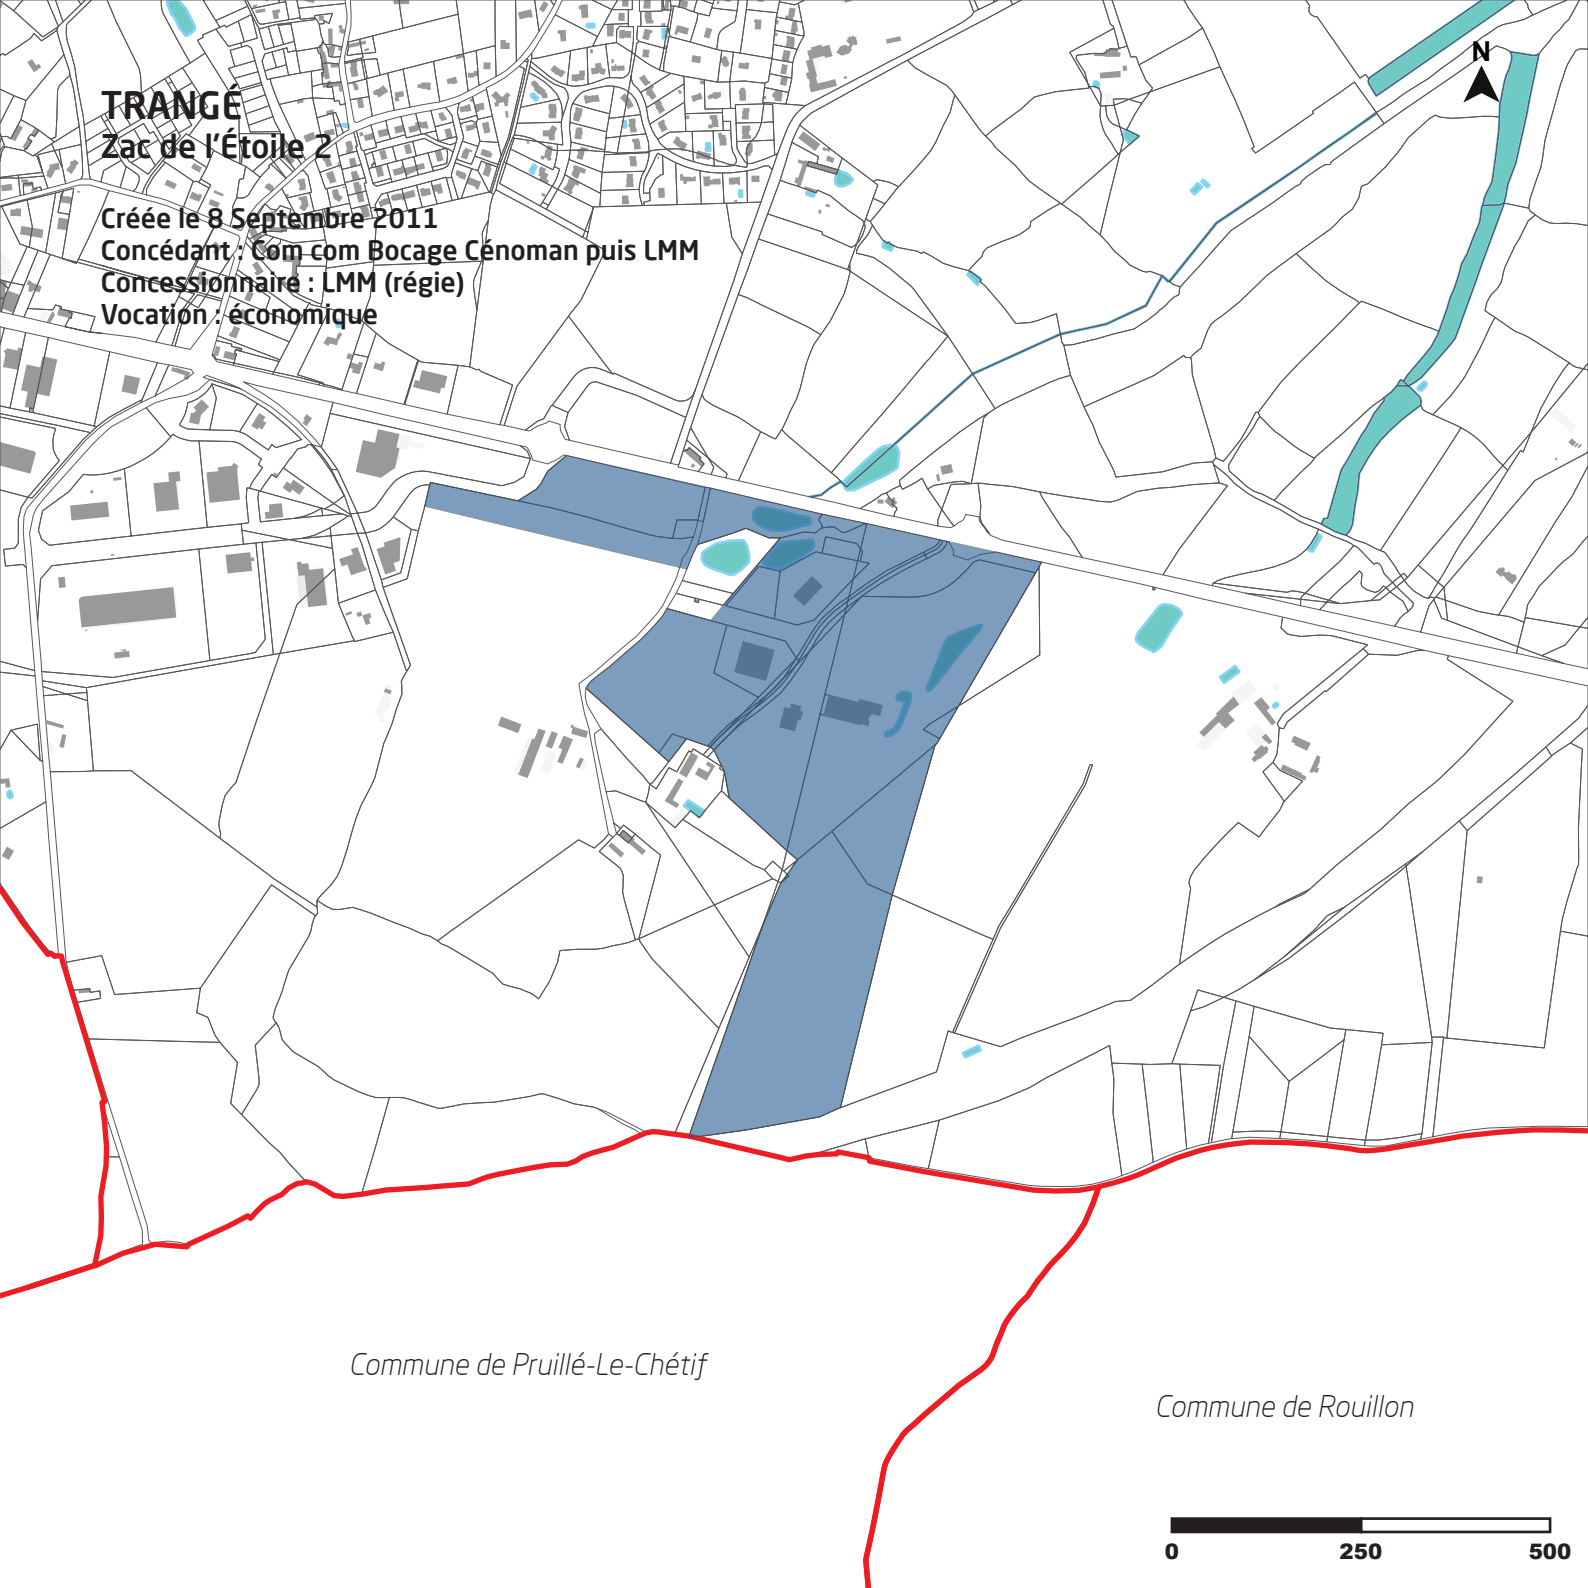 N
TRANGÉ
Zac de l'Étoile 2
Créée le 8 Septembre 2011
Concédant : Com com Bocage Cénoman puis LMM
Concessionnaire : LMM (régie)
Vocation : économique
Commune de Pruillé-Le-Chétif
Commune de Rouillon
0 250 500